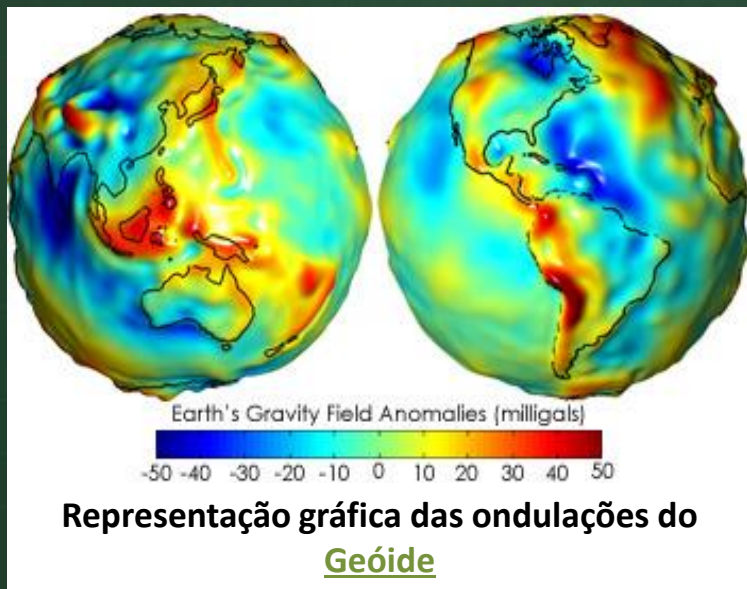 Earth's Gravity Field Anomalies (milligals)
-50 -40 -30 -20 -10 0 10 20 30 40 50
Representação gráfica das ondulações do
Geóide